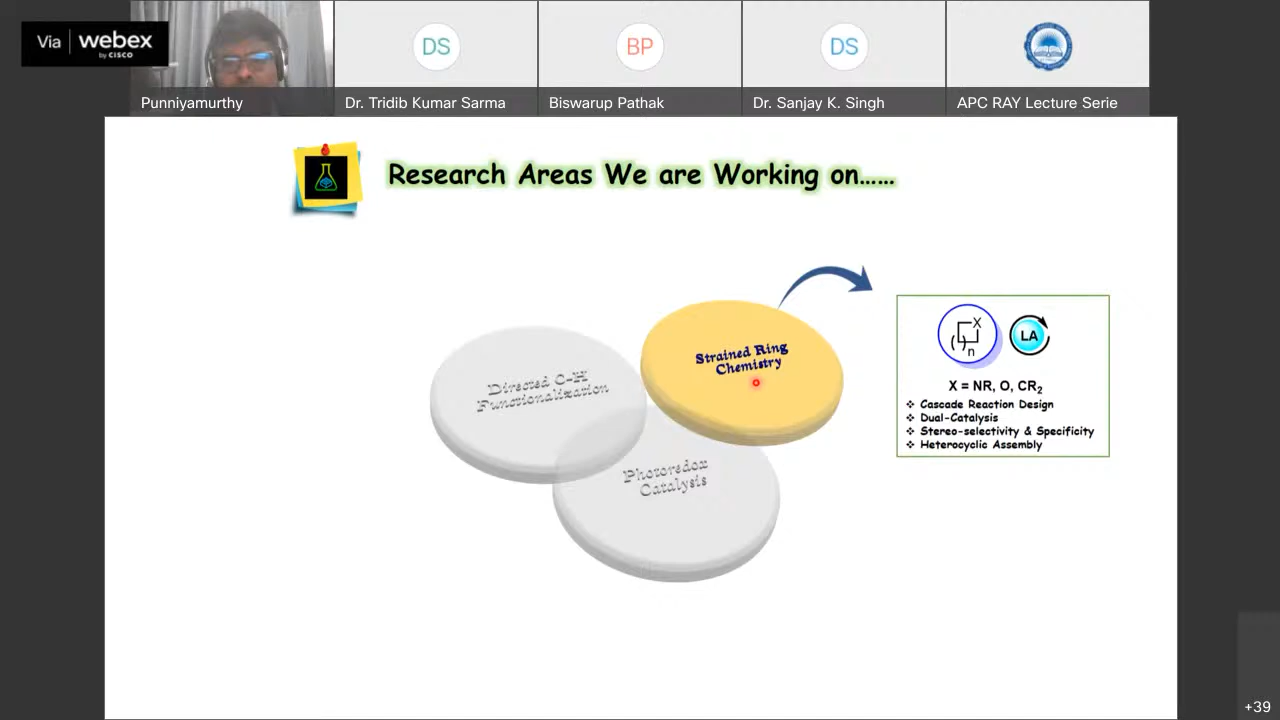 Via | webex
by CISCO
DS
BP
DS
Punniyamurthy
Dr. Tridib Kumar Sarma
Biswarup Pathak
Dr. Sanjay K. Singh
APC RAY Lecture Serie
Research Areas We are Working on......
Directed C-H
Functionalization
Strained Ring
Chemistry
Photoredox
Catalysis
X
( )n
LA
X = NR, O, CR2
❖ Cascade Reaction Design
❖ Dual-Catalysis
❖ Stereo-selectivity & Specificity
❖ Heterocyclic Assembly
+39